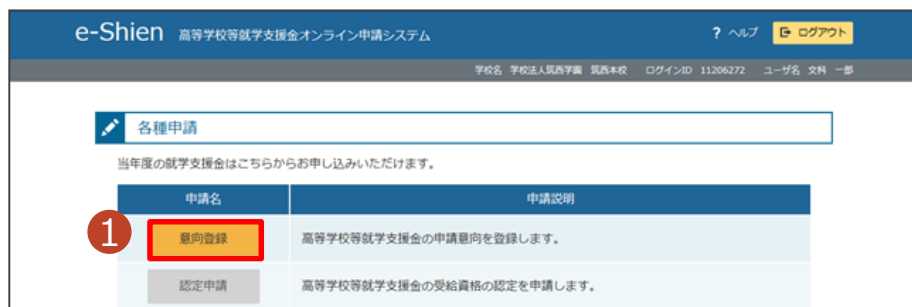 e-Shien 高等学校等就学支援金オンライン申請システム ? ヘルプ ログアウト
学校名 学校法人筑西学園 筑西本校 ログインID 11206272 ユーザ名 文科 一郎
各種申請
当年度の就学支援金はこちらからお申し込みいただけます。
申請名 申請説明
1 意向登録 高等学校等就学支援金の申請意向を登録します。
認定申請 高等学校等就学支援金の受給資格の認定を申請します。